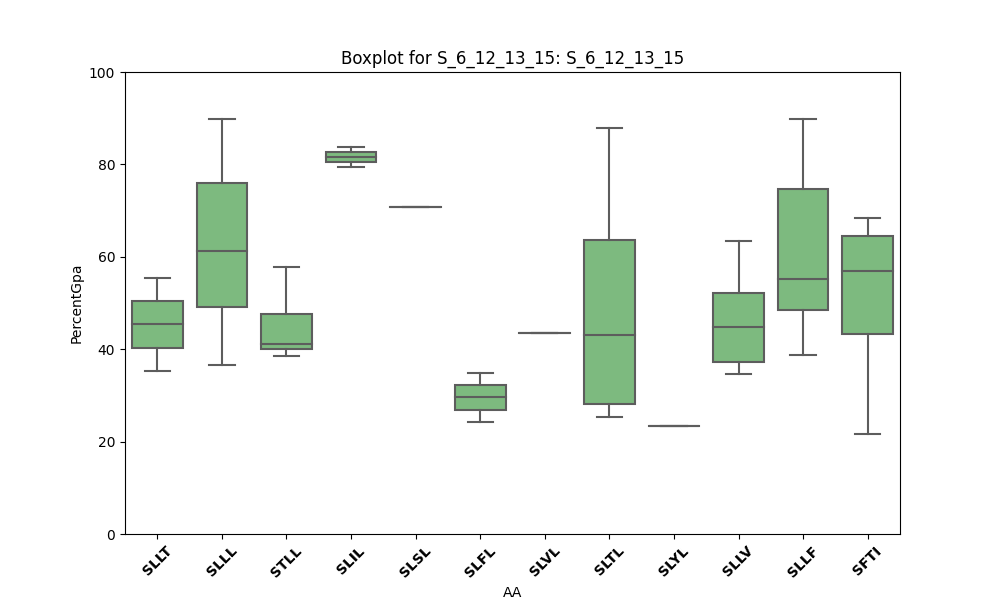 Boxplot for S_6_12_13_15: S_6_12_13_15
100
80
60
40
20
0
PercentGpa
SLLT SLLL STLL SLIL SLSL SLFL SLVL SLTL SLYL SLLV SLLF SFTI
AA